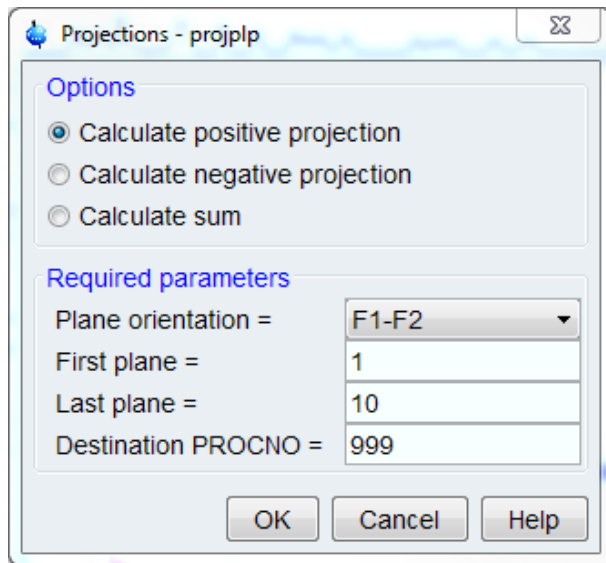 Projections - projplp
Options
Calculate positive projection
Calculate negative projection
Calculate sum
Required parameters
Plane orientation = F1-F2
First plane = 1
Last plane = 10
Destination PROCNO = 999
OK Cancel Help